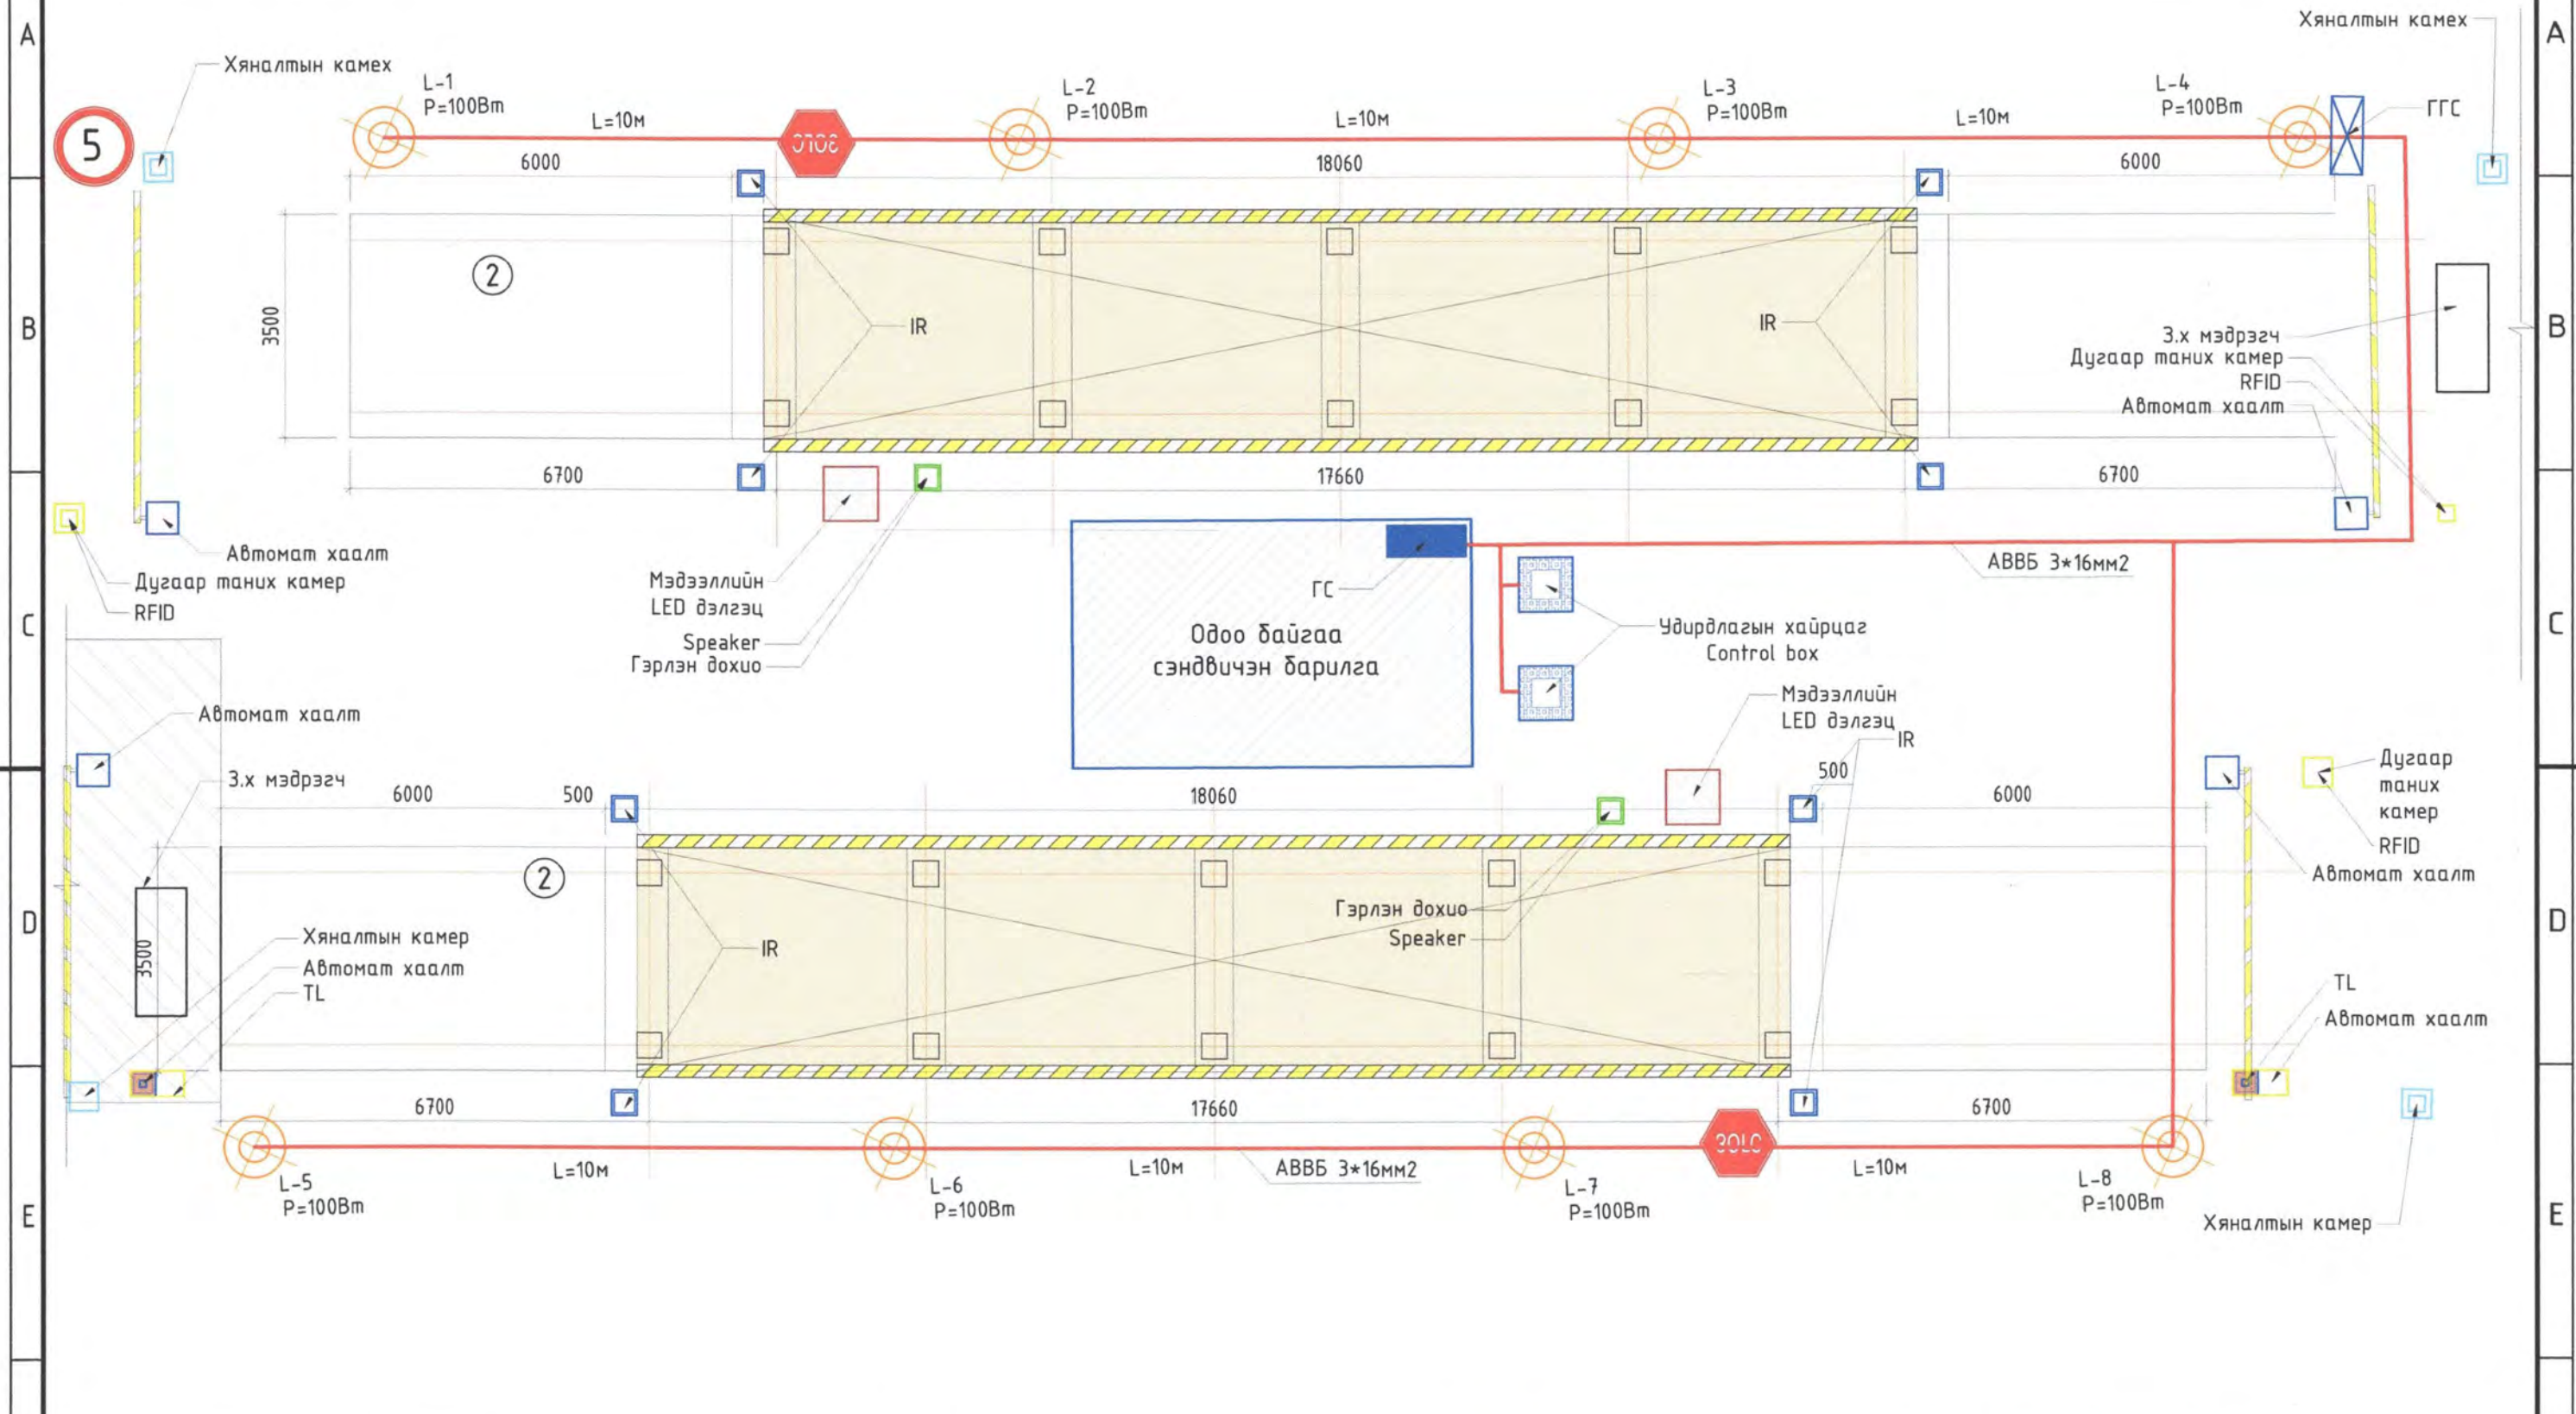 A
A
Хяналтын камех
Хяналтын камех
L-1
P=100Вт
L-2
P=100Вт
L-3
P=100Вт
L-4
P=100Вт
ГГС
5
L=10м
L=10м
L=10м
6000
18060
6000
2
3500
IR
IR
B
B
З.х мэдрэгч
Дугаар таних камер
RFID
Автомат хаалт
6700
17660
6700
Автомат хаалт
Дугаар таних камер
RFID
Мэдээллийн
LED дэлгэц
Speaker
Гэрлэн дохио
ГС
Одоо байгаа
сэндвичэн барилга
АВВБ 3*16мм2
Удирдлагын хайрцаг
Control box
C
C
Мэдээллийн
LED дэлгэц
IR
Автомат хаалт
З.х мэдрэгч
6000
500
18060
500
6000
Дугаар
таних
камер
RFID
Автомат хаалт
2
Гэрлэн дохио
Speaker
IR
D
D
3500
Хяналтын камер
Автомат хаалт
TL
TL
Автомат хаалт
6700
17660
6700
L=10м
L=10м
АВВБ 3*16мм2
L=10м
L-5
P=100Вт
L-6
P=100Вт
L-7
P=100Вт
L-8
P=100Вт
Хяналтын камер
E
E